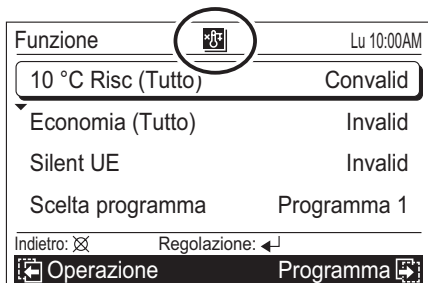 Funzione Lu 10:00AM
10 °C Risc (Tutto) Convalid
Economia (Tutto) Invalid
Silent UE Invalid
Scelta programma Programma 1
Indietro: Regolazione:
Operazione Programma